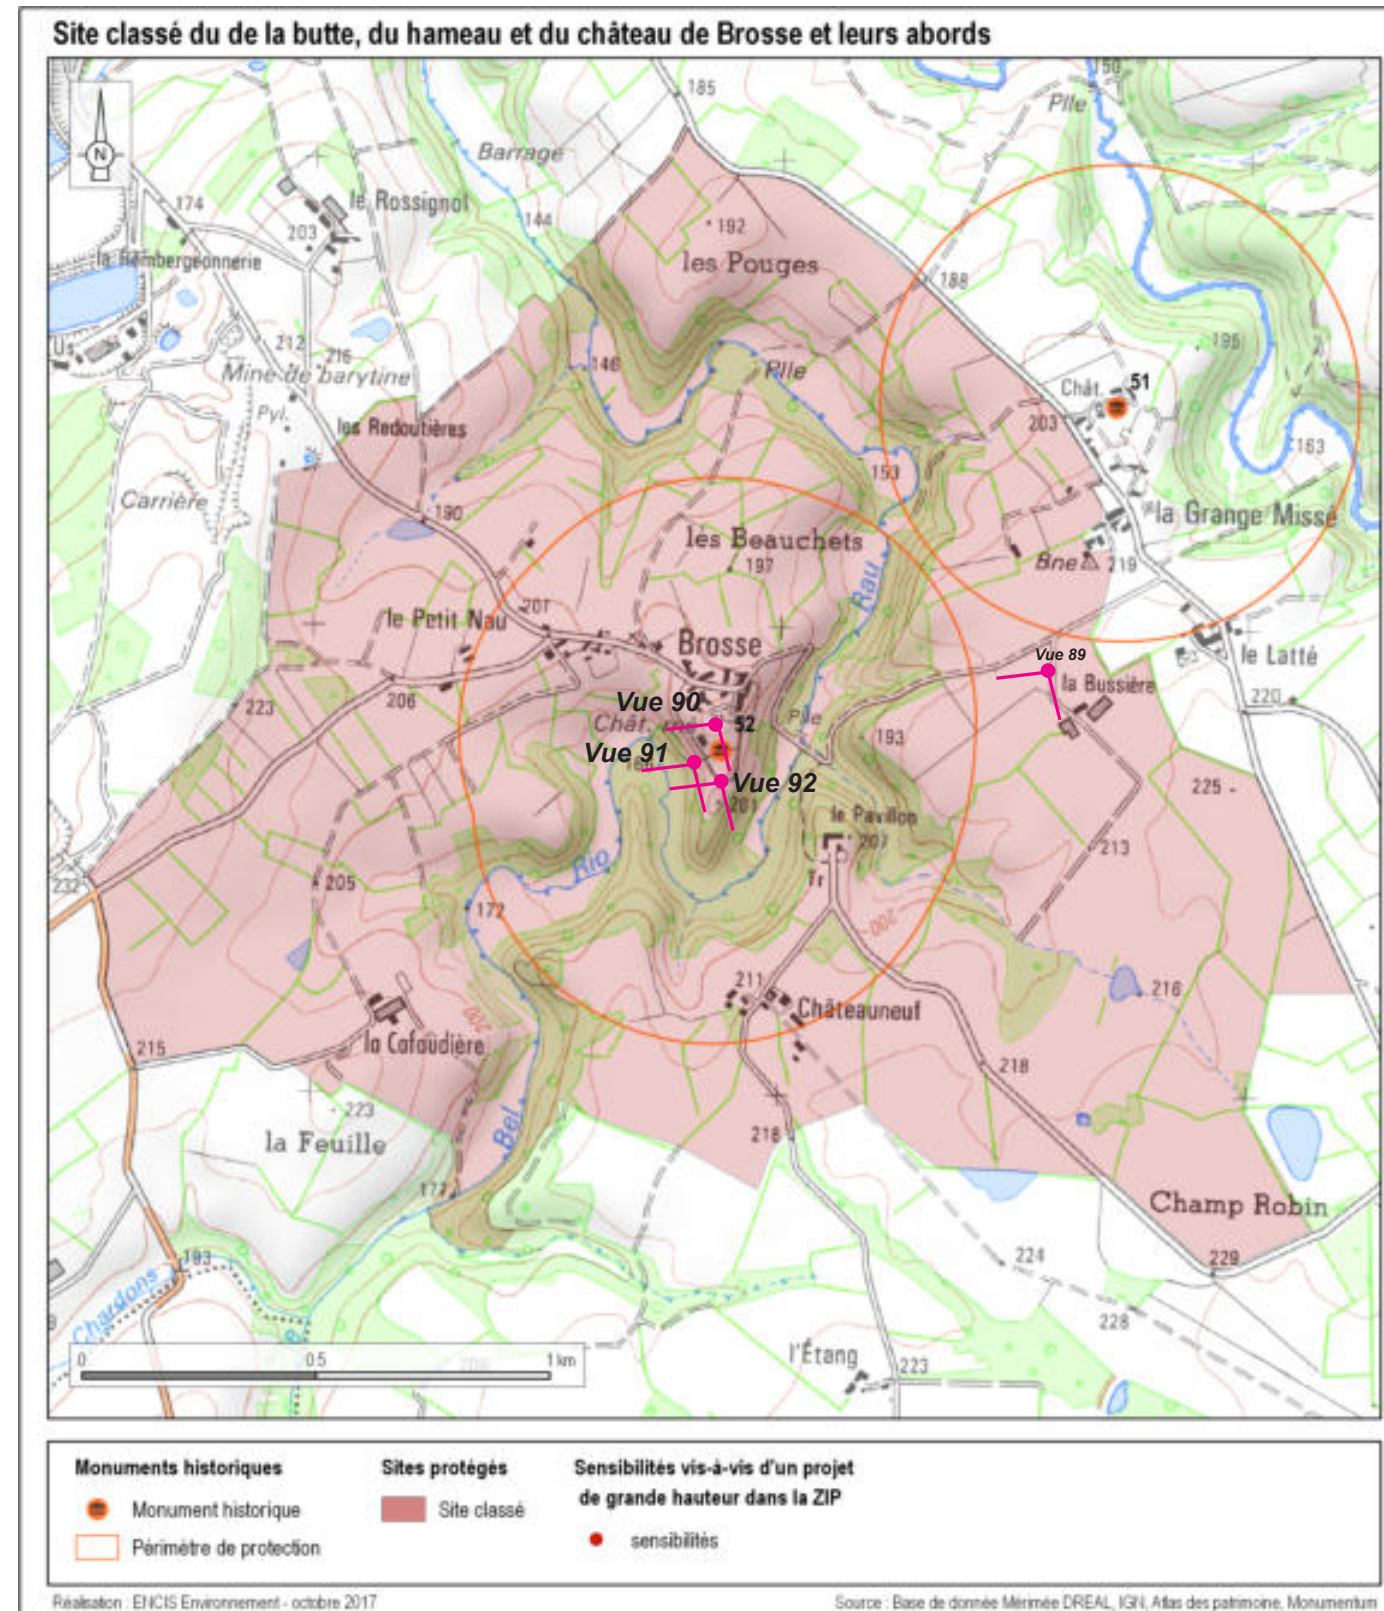 Site classé du de la butte, du hameau et du château de Brosse et leurs abords
N
185
150
Plle
Barrage
le Rossignol
174
144
203
192
la Rembergeonnerie
les Pouges
188
195
212
216
Mine de barytine
146
Plle
Chât.
51
Pyl.
les Redoutières
203
163
153
Carrière
190
la Grange Missé
les Beauchets
Bne
219
197
Rau
201
le Petit Nau
Brosse
Vue 89
le Latté
la Bussière
206
223
Vue 90
220
Chât.
52
Plle
193
Vue 91
Vue 92
201
225
le Pavillon
207
213
Rio
232
205
Tr
172
200
211
216
Châteauneuf
200
la Cafaudière
215
218
223
la Feuille
Bel
218
177
Champ Robin
193
224
229
Chardons
228
l'Étang
223
0
0.5
1 km
Monuments historiques
Monument historique
Périmètre de protection
Sites protégés
Site classé
Sensibilités vis-à-vis d'un projet
de grande hauteur dans la ZIP
sensibilités
Réalisation : ENCIS Environnement - octobre 2017
Source : Base de donnée Mérimée DREAL, IGN, Atlas des patrimoine, Monumentum